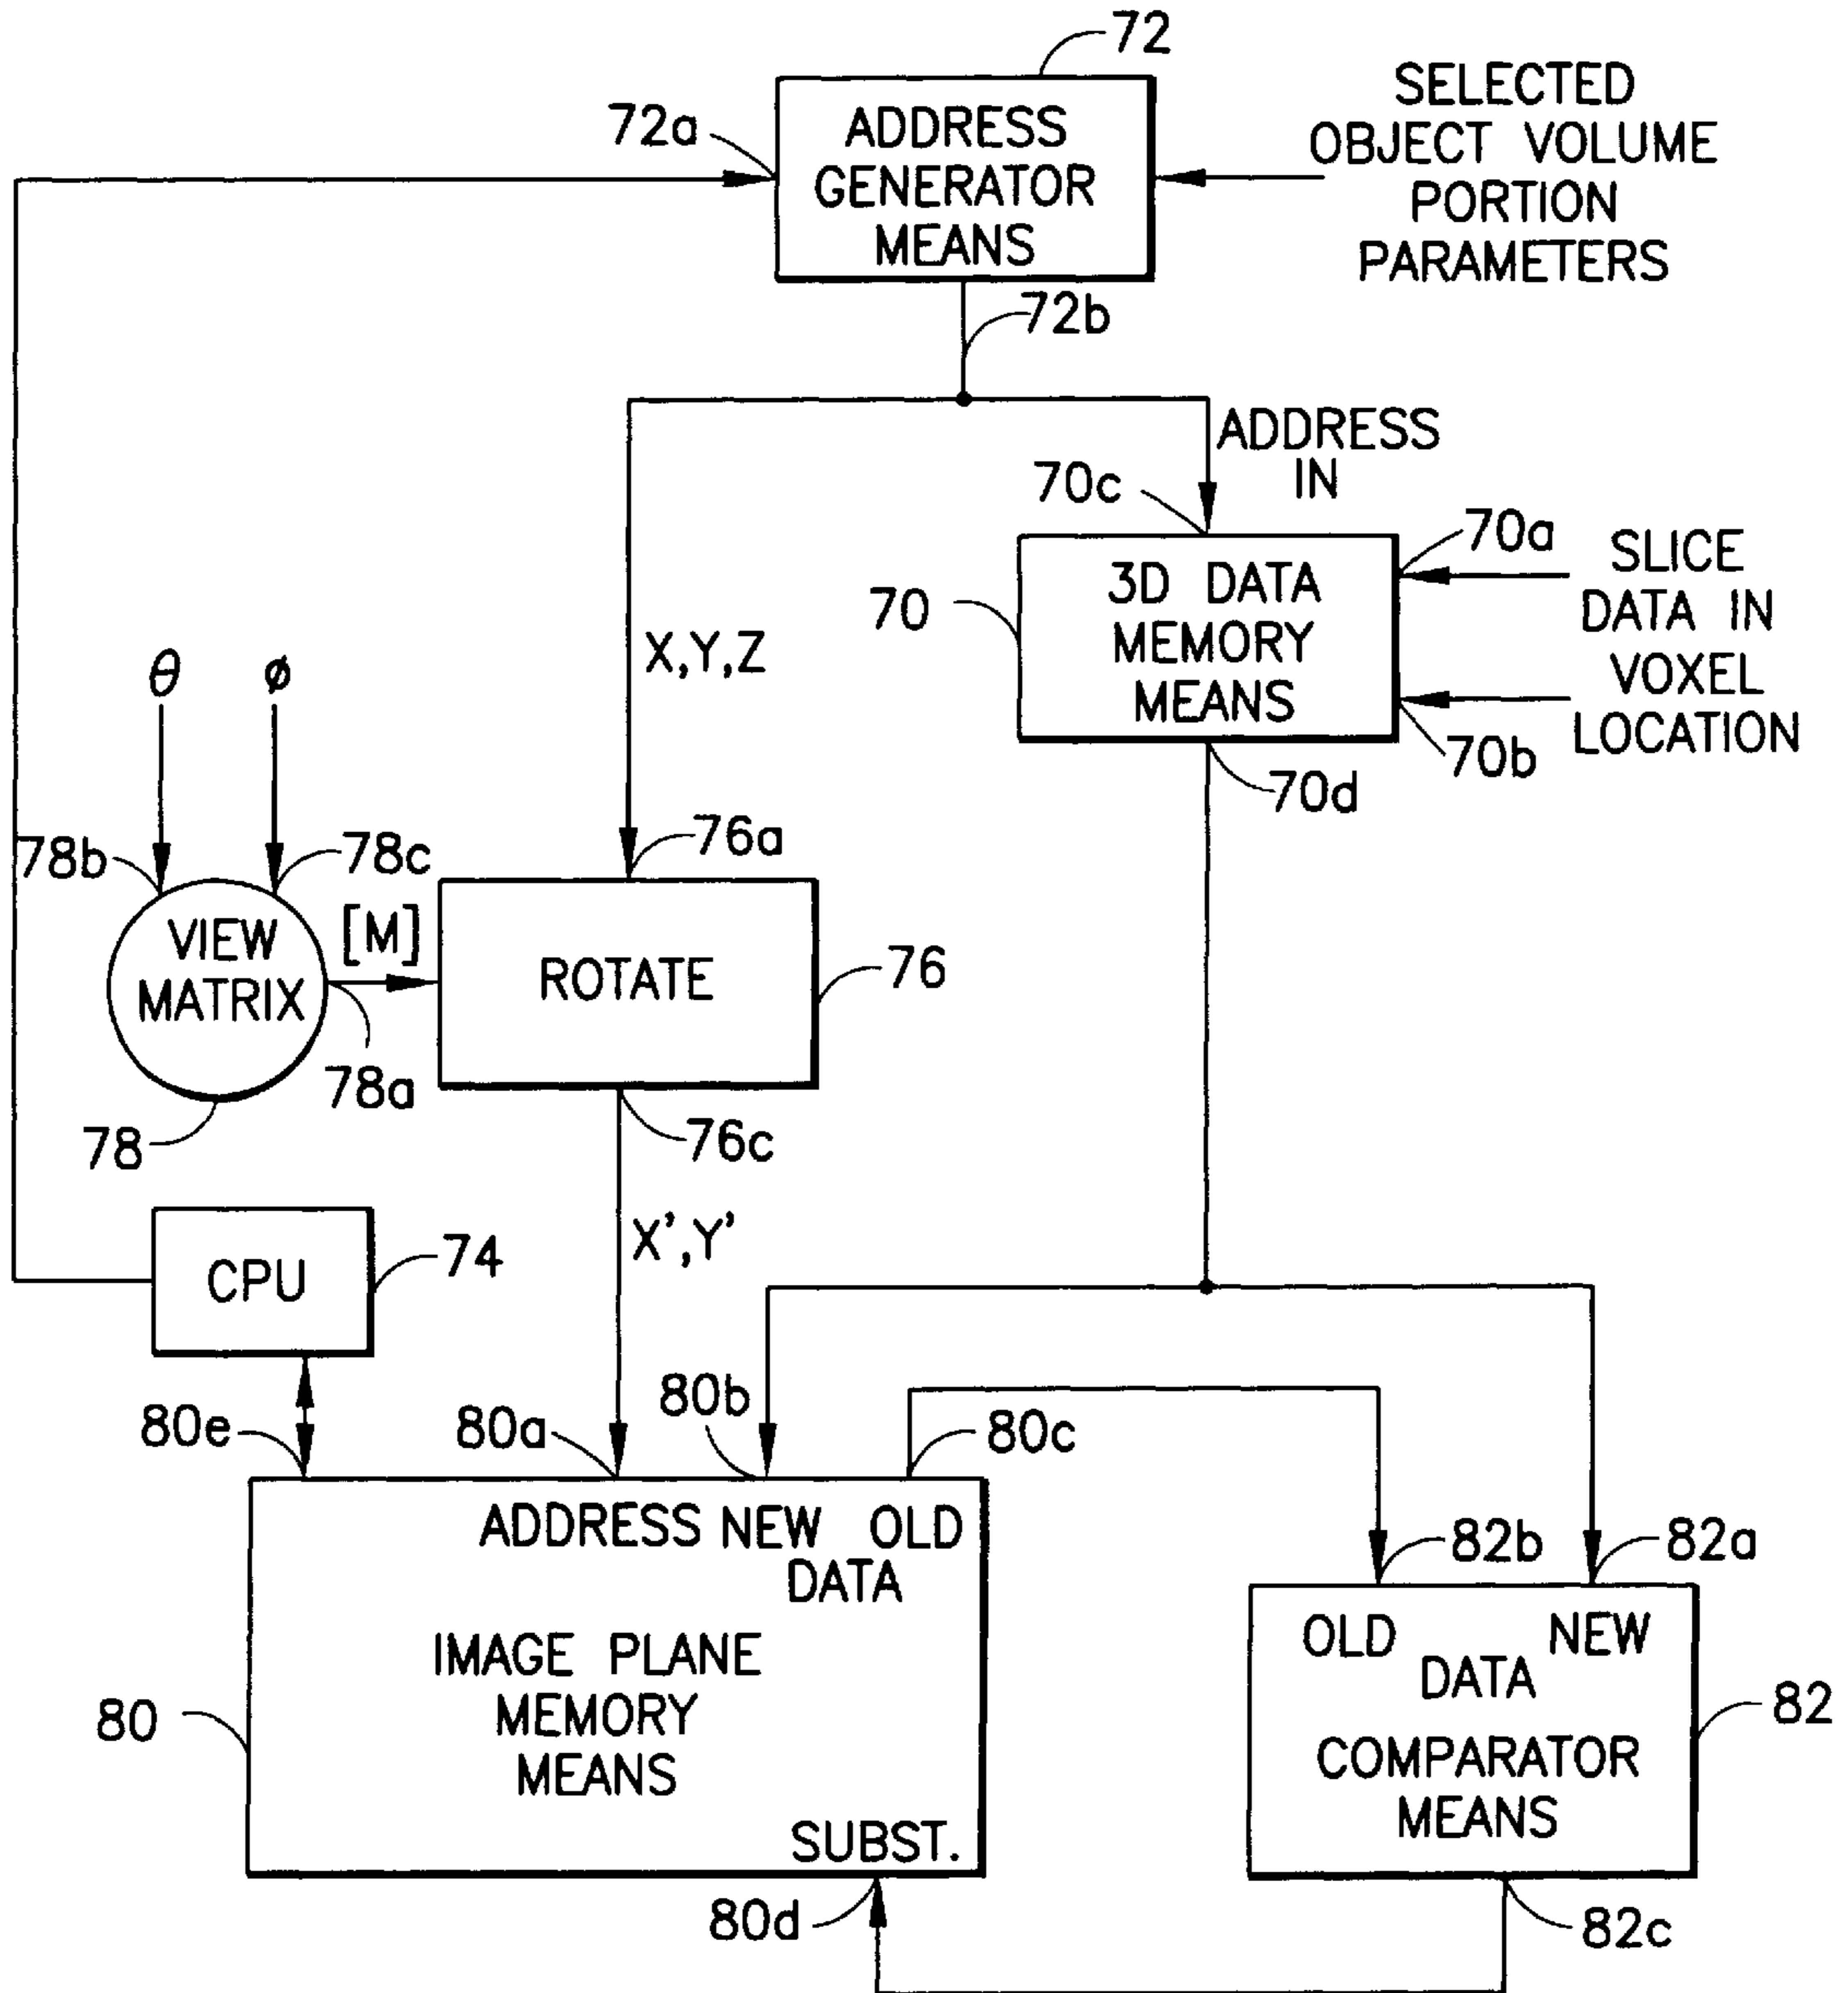 72
72a
ADDRESS
GENERATOR
MEANS
SELECTED
OBJECT VOLUME
PORTION
PARAMETERS
72b
ADDRESS
IN
70c
70a
70
3D DATA
MEMORY
MEANS
SLICE
DATA IN
VOXEL
LOCATION
70b
70d
X,Y,Z
θ
ø
78b
78c
76a
VIEW
MATRIX
[M]
ROTATE
76
78a
78
76c
CPU
74
X',Y'
80e
80a
80b
80c
82b
82a
ADDRESS NEW OLD
DATA
IMAGE PLANE
MEMORY
MEANS
80
SUBST.
OLD NEW
DATA
COMPARATOR
MEANS
82
80d
82c